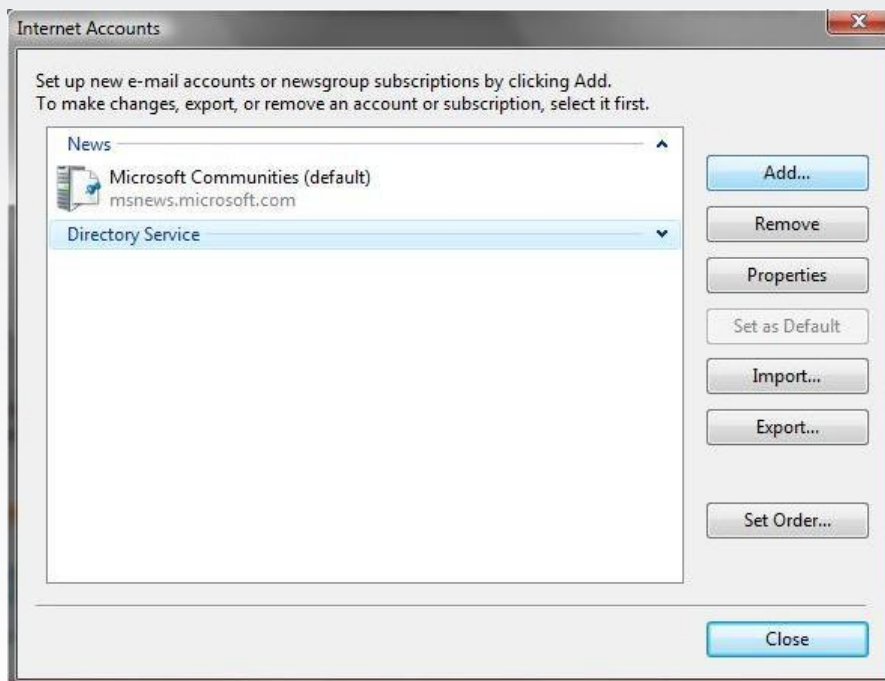 Internet Accounts
Set up new e-mail accounts or newsgroup subscriptions by clicking Add.
To make changes, export, or remove an account or subscription, select it first.
News
Microsoft Communities (default)
msnews.microsoft.com
Directory Service
Add...
Remove
Properties
Set as Default
Import...
Export...
Set Order...
Close